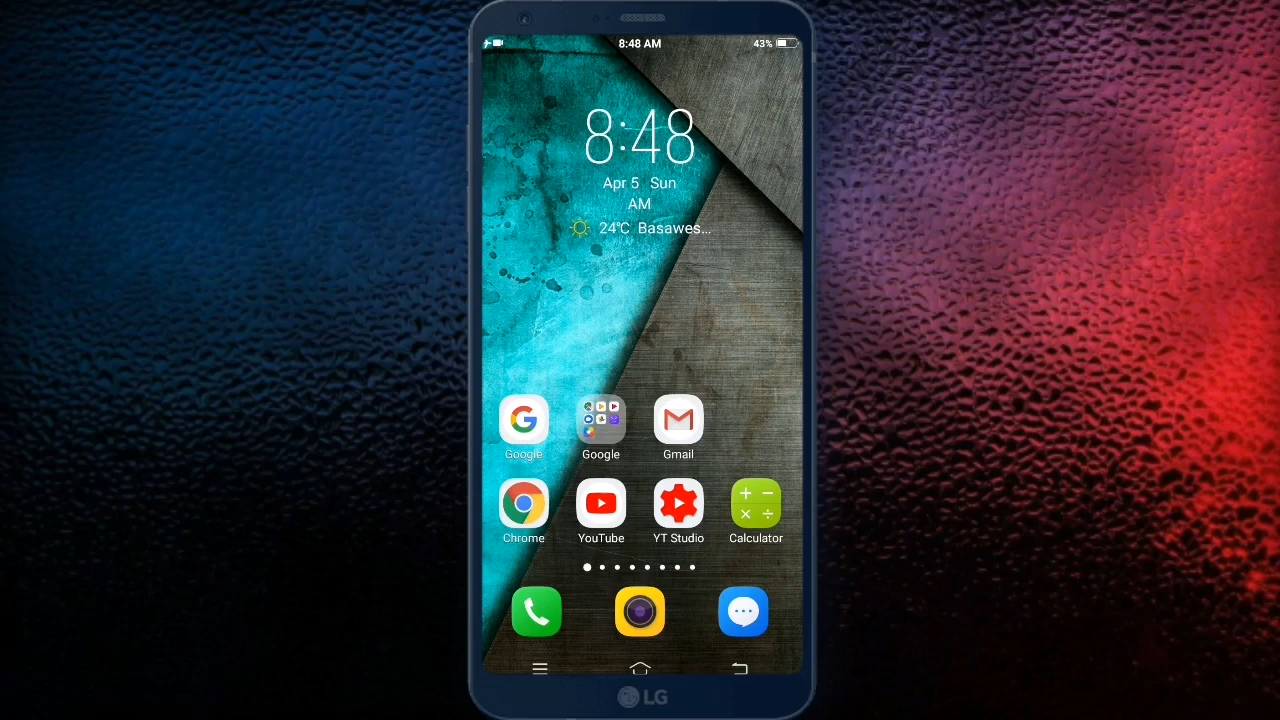 8:48 AM
43%
8:48
Apr 5 Sun
AM
24℃ Basawes...
Google
Google
Gmail
Chrome
YouTube
YT Studio
Calculator
LG